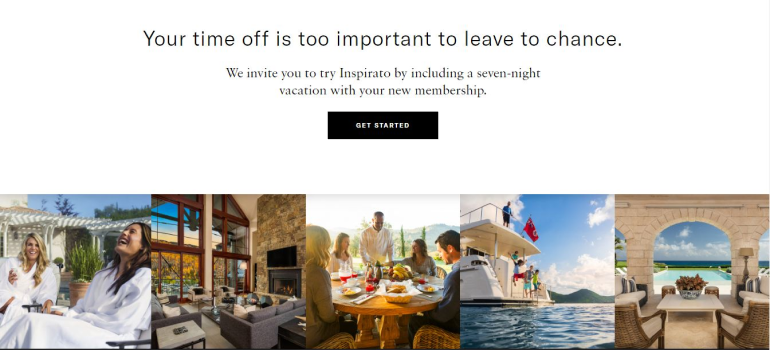 Your time off is too important to leave to chance.
We invite you to try Inspirato by including a seven-night
vacation with your new membership.
GET STARTED